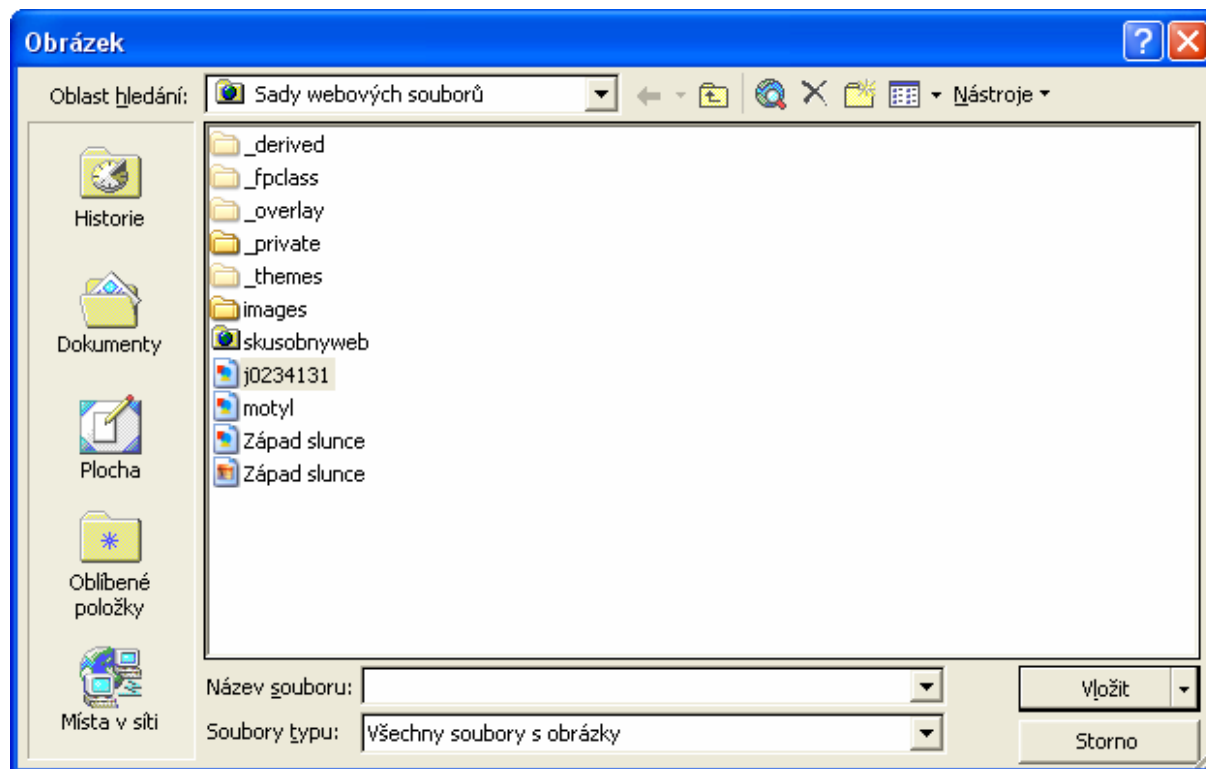 Obrázek
Oblast hledání: Sady webových souborů Nástroje
Historie
Dokumenty
Plocha
Oblíbené
položky
Místa v síti
_derived
_fpclass
_overlay
_private
_themes
images
skusobnyweb
j0234131
motyl
Západ slunce
Západ slunce
Název souboru: Vložit
Soubory typu: Všechny soubory s obrázky Storno